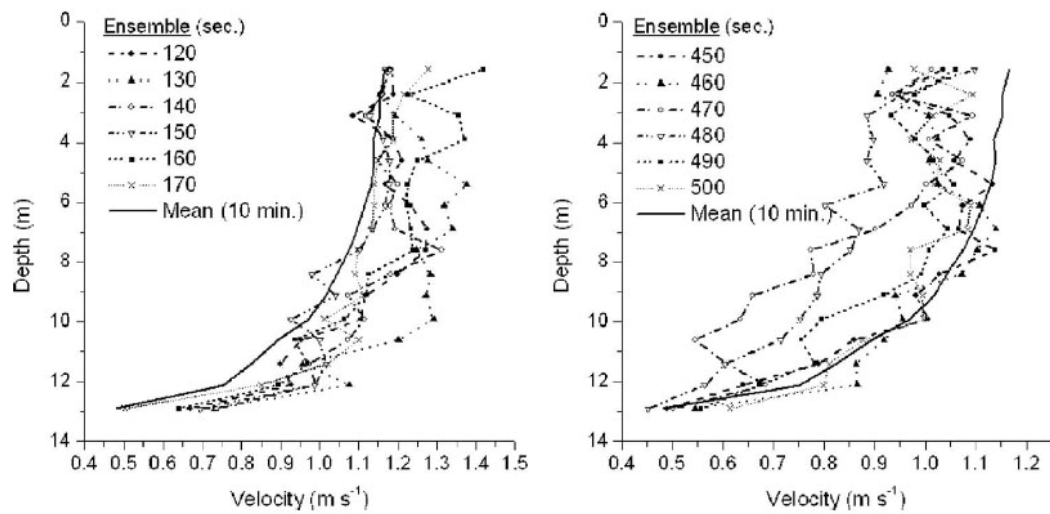 Ensemble (sec.)
120
130
140
150
160
170
Mean (10 min.)
Depth (m)
0
2
4
6
8
10
12
14
0.4 0.5 0.6 0.7 0.8 0.9 1.0 1.1 1.2 1.3 1.4 1.5
Velocity (m s⁻¹)
Ensemble (sec.)
450
460
470
480
490
500
Mean (10 min.)
Depth (m)
0
2
4
6
8
10
12
14
0.4 0.5 0.6 0.7 0.8 0.9 1.0 1.1 1.2
Velocity (m s⁻¹)